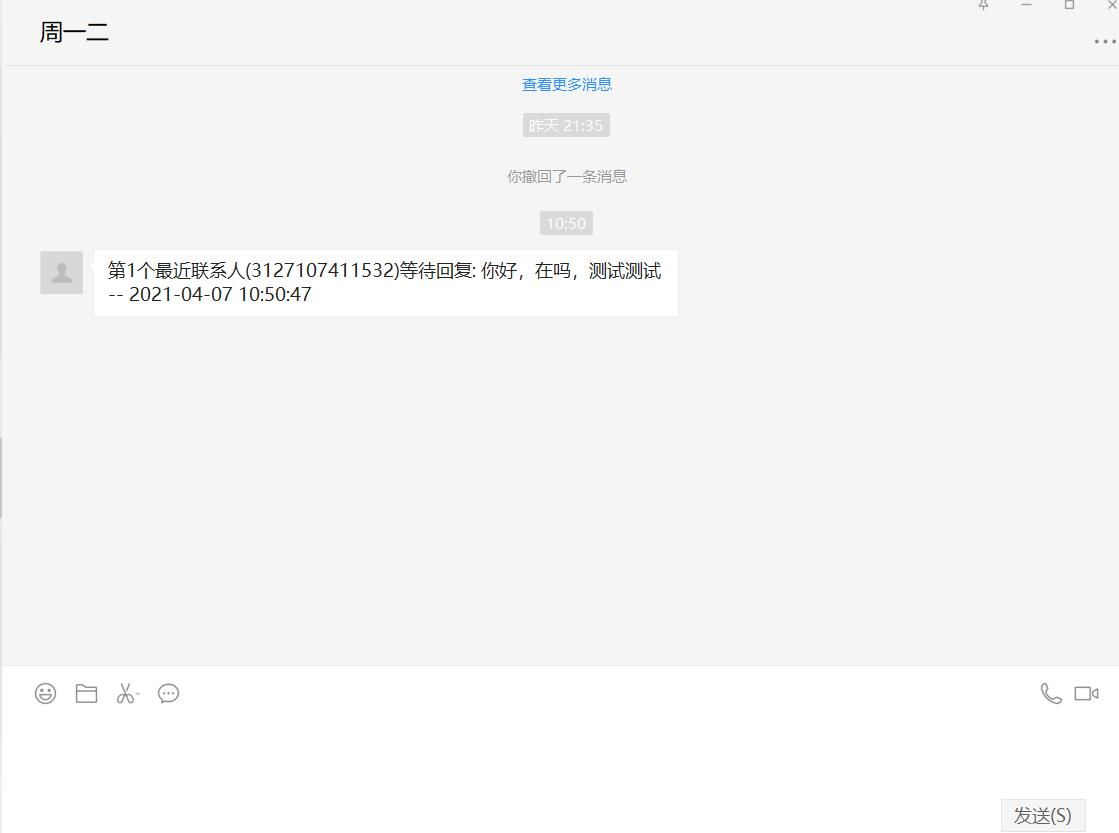 周一二
查看更多消息
昨天 21:35
你撤回了一条消息
10:50
第1个最近联系人(3127107411532)等待回复: 你好，在吗，测试测试
-- 2021-04-07 10:50:47
发送(S)